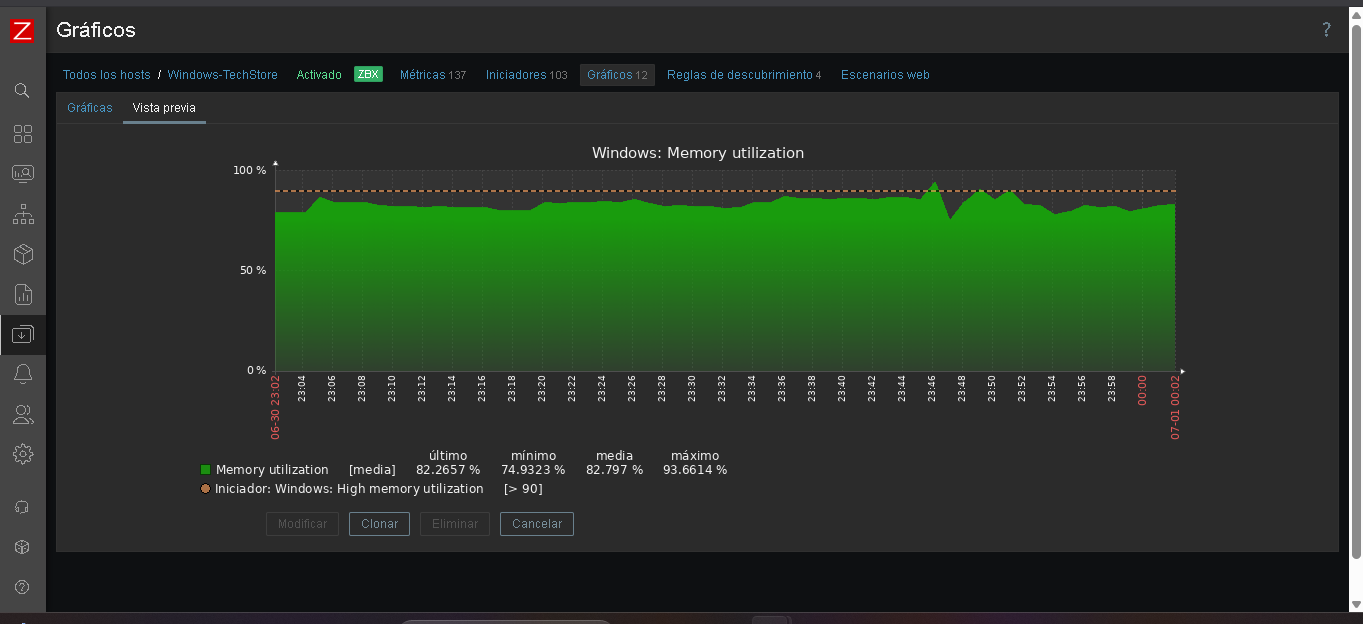 Z
Gráficos
?
Todos los hosts / Windows-TechStore Activado ZBX Métricas 137 Iniciadores 103 Gráficos 12 Reglas de descubrimiento 4 Escenarios web
Gráficas Vista previa
Windows: Memory utilization
100 %
50 %
0 %
06-30 23:02 23:04 23:06 23:08 23:10 23:12 23:14 23:16 23:18 23:20 23:22 23:24 23:26 23:28 23:30 23:32 23:34 23:36 23:38 23:40 23:42 23:44 23:46 23:48 23:50 23:52 23:54 23:56 23:58 00:00 07-01 00:02
último mínimo media máximo
Memory utilization [media] 82.2657 % 74.9323 % 82.797 % 93.6614 %
Iniciador: Windows: High memory utilization [> 90]
Modificar Clonar Eliminar Cancelar